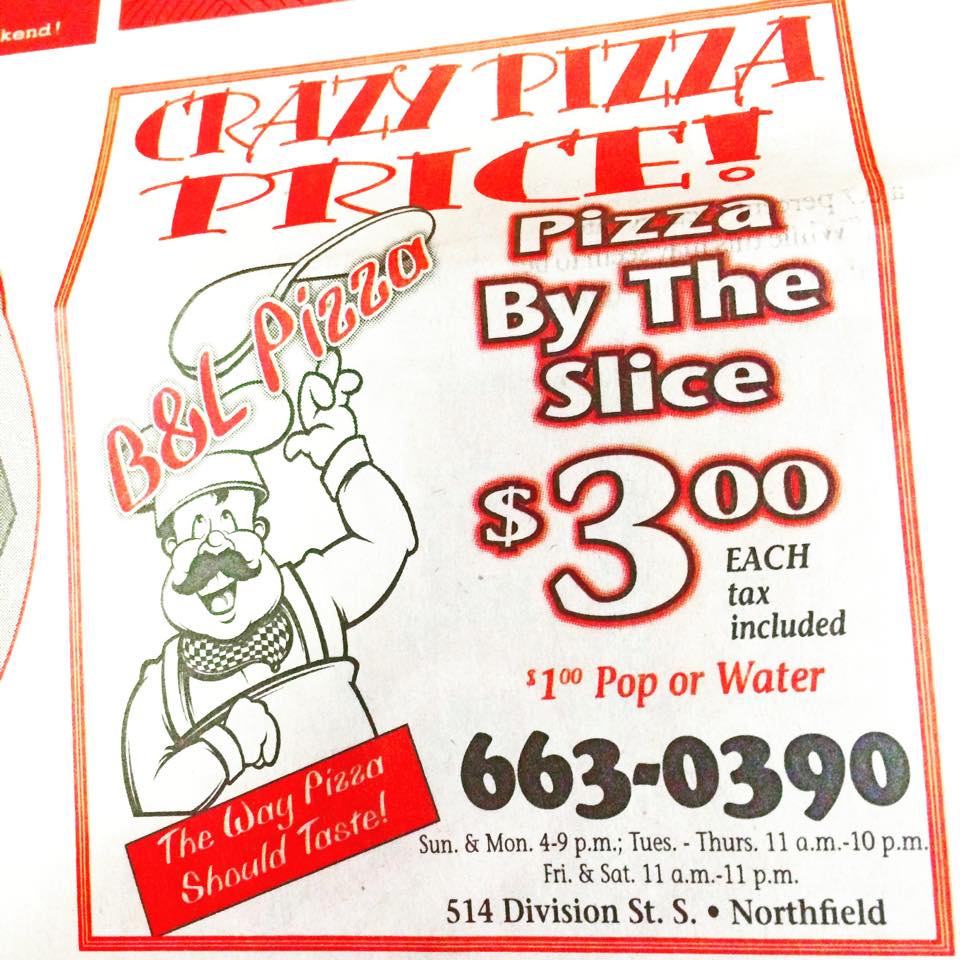 kend!
CRAZY PIZZA
PRICE!
B&L Pizza
Pizza
By The
Slice
$3.00
EACH
tax
included
$1.00 Pop or Water
663-0390
The Way Pizza
Should Taste!
Sun. & Mon. 4-9 p.m.; Tues. - Thurs. 11 a.m.-10 p.m.
Fri. & Sat. 11 a.m.-11 p.m.
514 Division St. S. • Northfield